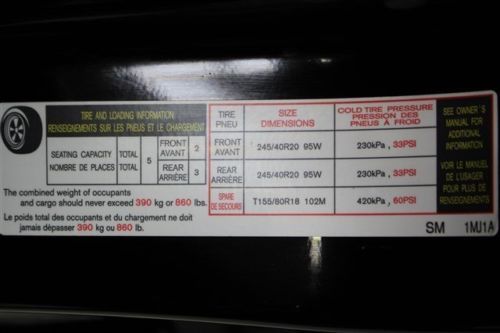 TIRE AND LOADING INFORMATION
RENSEIGNEMENTS SUR LES PNEUS ET LE CHARGEMENT
SEATING CAPACITY TOTAL 5 FRONT AVANT 2
NOMBRE DE PLACES TOTAL REAR ARRIÈRE 3
The combined weight of occupants
and cargo should never exceed 390 kg or 860 lbs.
Le poids total des occupants et du chargement ne doit
jamais dépasser 390 kg ou 860 lb.
TIRE PNEU SIZE DIMENSIONS COLD TIRE PRESSURE PRESSION DES PNEUS À FROID
FRONT AVANT 245/40R20 95W 230kPa, 33PSI
REAR ARRIÈRE 245/40R20 95W 230kPa, 33PSI
SPARE DE SECOURS T155/80R18 102M 420kPa, 60PSI
SEE OWNER'S
MANUAL FOR
ADDITIONAL
INFORMATION
VOIR LE MANUEL
DE L'USAGER
POUR PLUS DE
RENSEIGNEMENTS
SM 1MJ1A